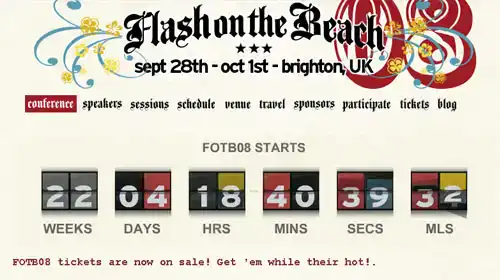 Flash on the Beach
sept 28th - oct 1st - brighton, UK
conference speakers sessions schedule venue travel sponsors participate tickets blog
FOTB08 STARTS
22 04 18 40 39 32
WEEKS DAYS HRS MINS SECS MLS
FOTB08 tickets are now on sale! Get 'em while their hot!.